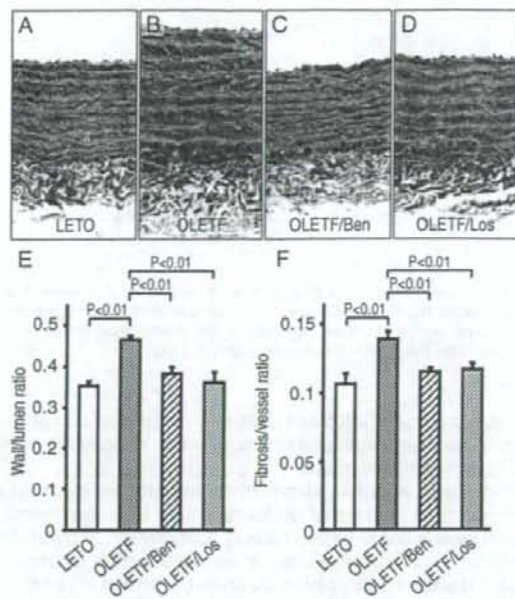 A B C D
LETO OLETF OLETF/Ben OLETF/Los
E
P<0.01
P<0.01
P<0.01
Wall/lumen ratio
0.5
0.4
0.3
0.2
0.1
0
LETO
OLETF
OLETF/Ben
OLETF/Los
F
P<0.01
P<0.01
P<0.01
Fibrosis/vessel ratio
0.15
0.1
0.05
0
LETO
OLETF
OLETF/Ben
OLETF/Los